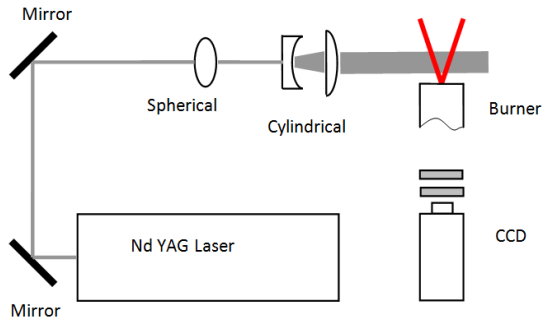 Mirror
Spherical
Cylindrical
Burner
Nd YAG Laser
CCD
Mirror